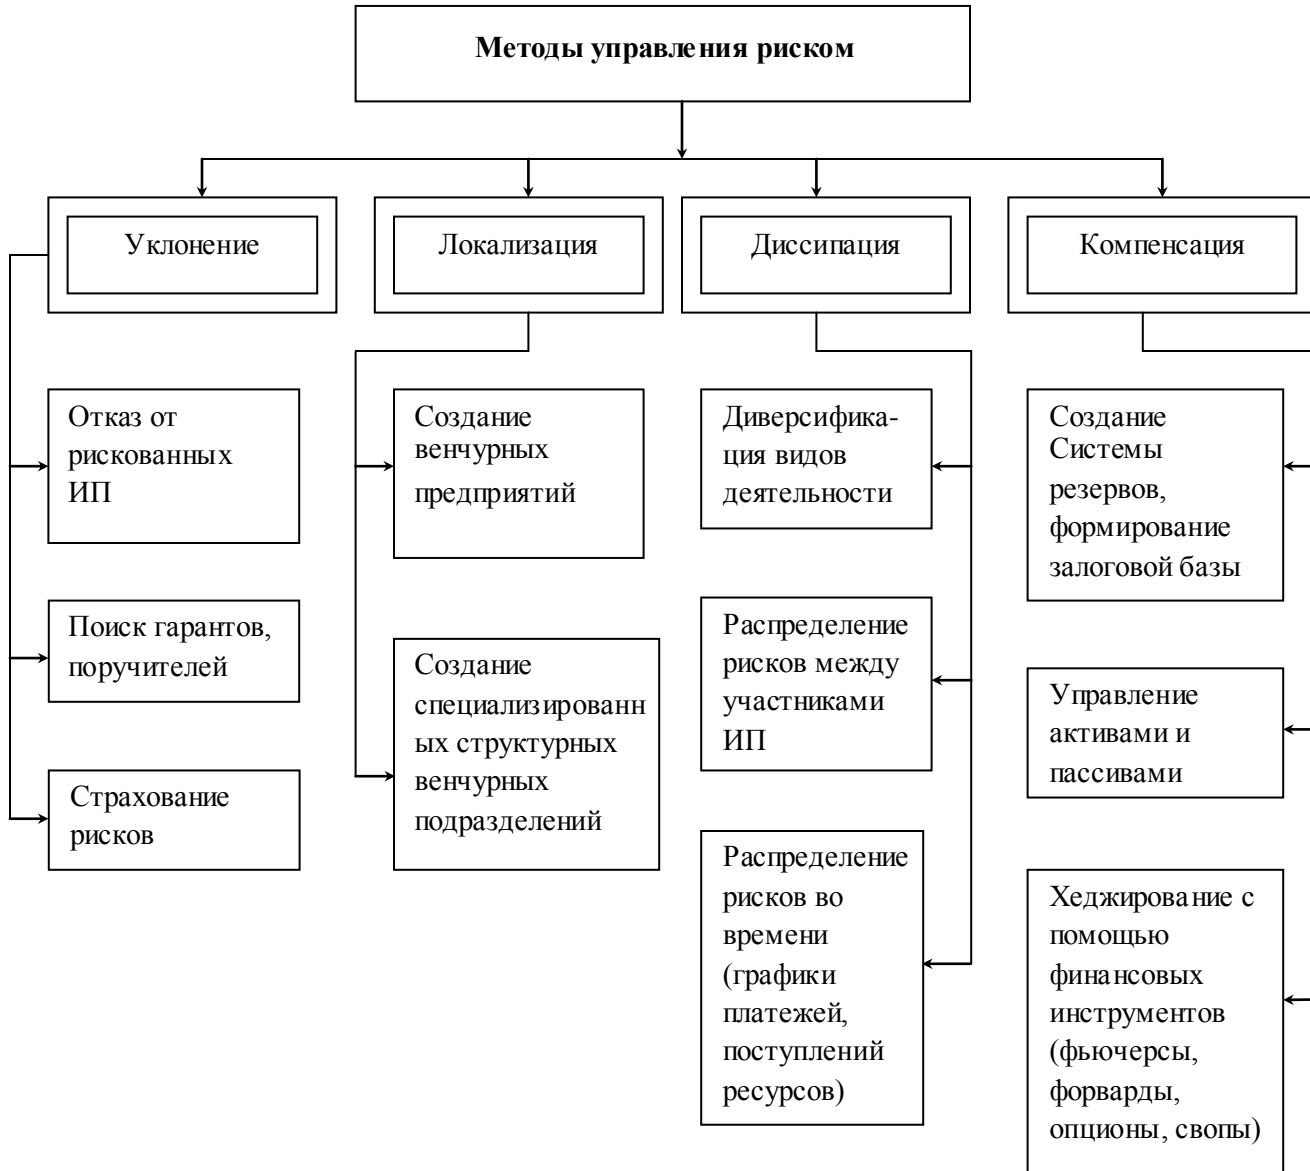 Методы управления риском
Уклонение
Локализация
Диссипация
Компенсация
Отказ от
рискованных
ИП
Поиск гарантов,
поручителей
Страхование
рисков
Создание
венчурных
предприятий
Создание
специализированн
ых структурных
венчурных
подразделений
Диверсифика-
ция видов
деятельности
Распределение
рисков между
участниками
ИП
Распределение
рисков во
времени
(графики
платежей,
поступлений
ресурсов)
Создание
Системы
резервов,
формирование
залоговой базы
Управление
активами и
пассивами
Хеджирование с
помощью
финансовых
инструментов
(фьючерсы,
форварды,
опционы, свопы)